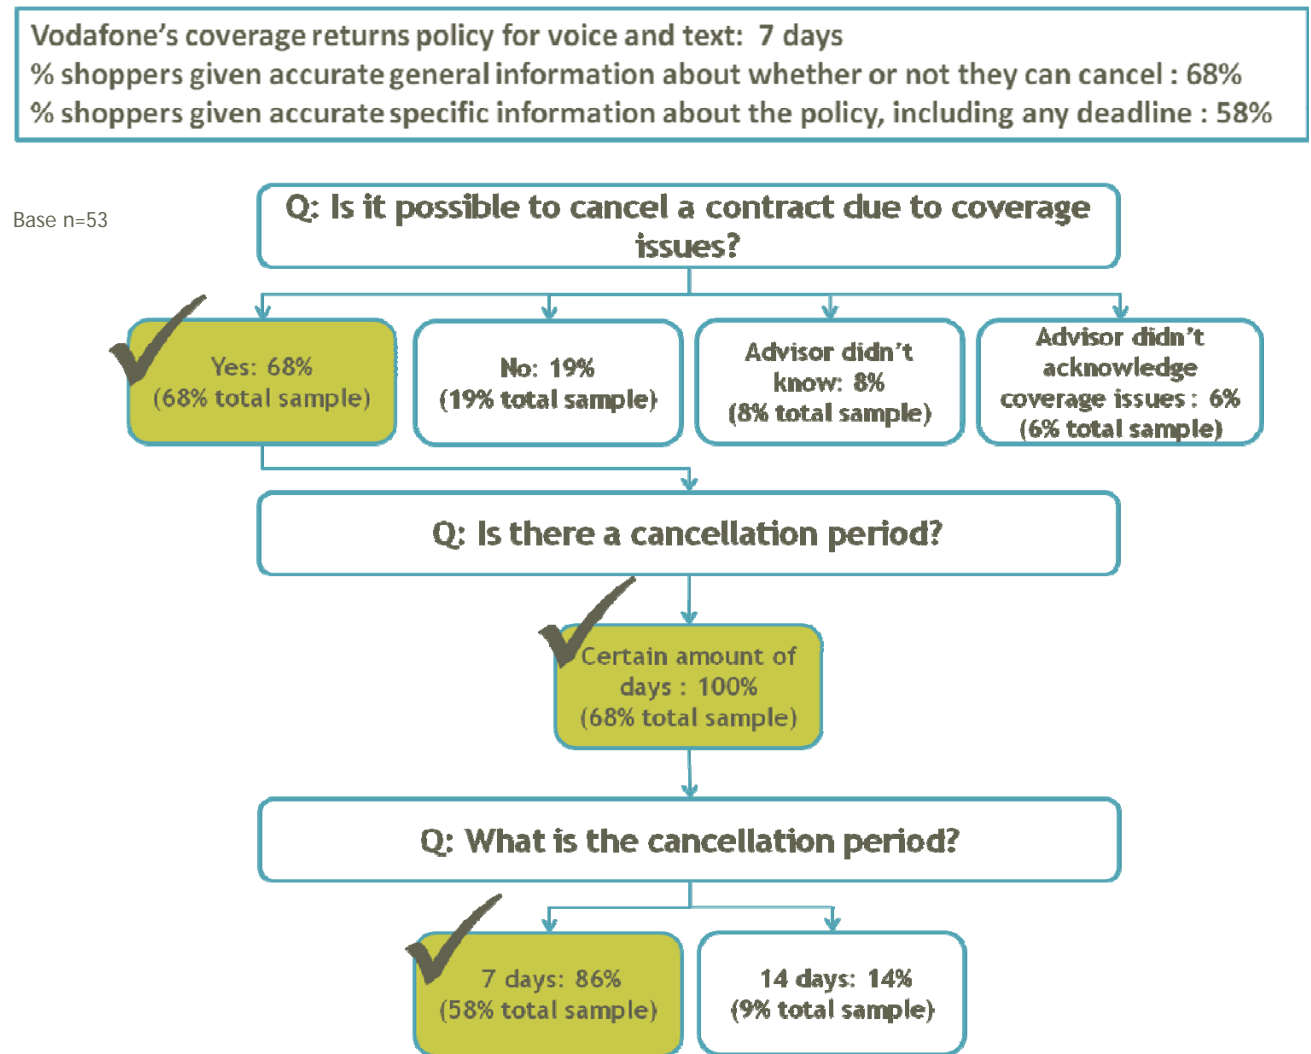 Vodafone's coverage returns policy for voice and text:  7 days
% shoppers given accurate general information about whether or not they can cancel : 68%
% shoppers given accurate specific information about the policy, including any deadline : 58%
Base n=53
Q: Is it possible to cancel a contract due to coverage
issues?
Yes: 68%
(68% total sample)
No: 19%
(19% total sample)
Advisor didn't
know: 8%
(8% total sample)
Advisor didn't
acknowledge
coverage issues : 6%
(6% total sample)
Q: Is there a cancellation period?
Certain amount of
days : 100%
(68% total sample)
Q: What is the cancellation period?
7 days: 86%
(58% total sample)
14 days: 14%
(9% total sample)